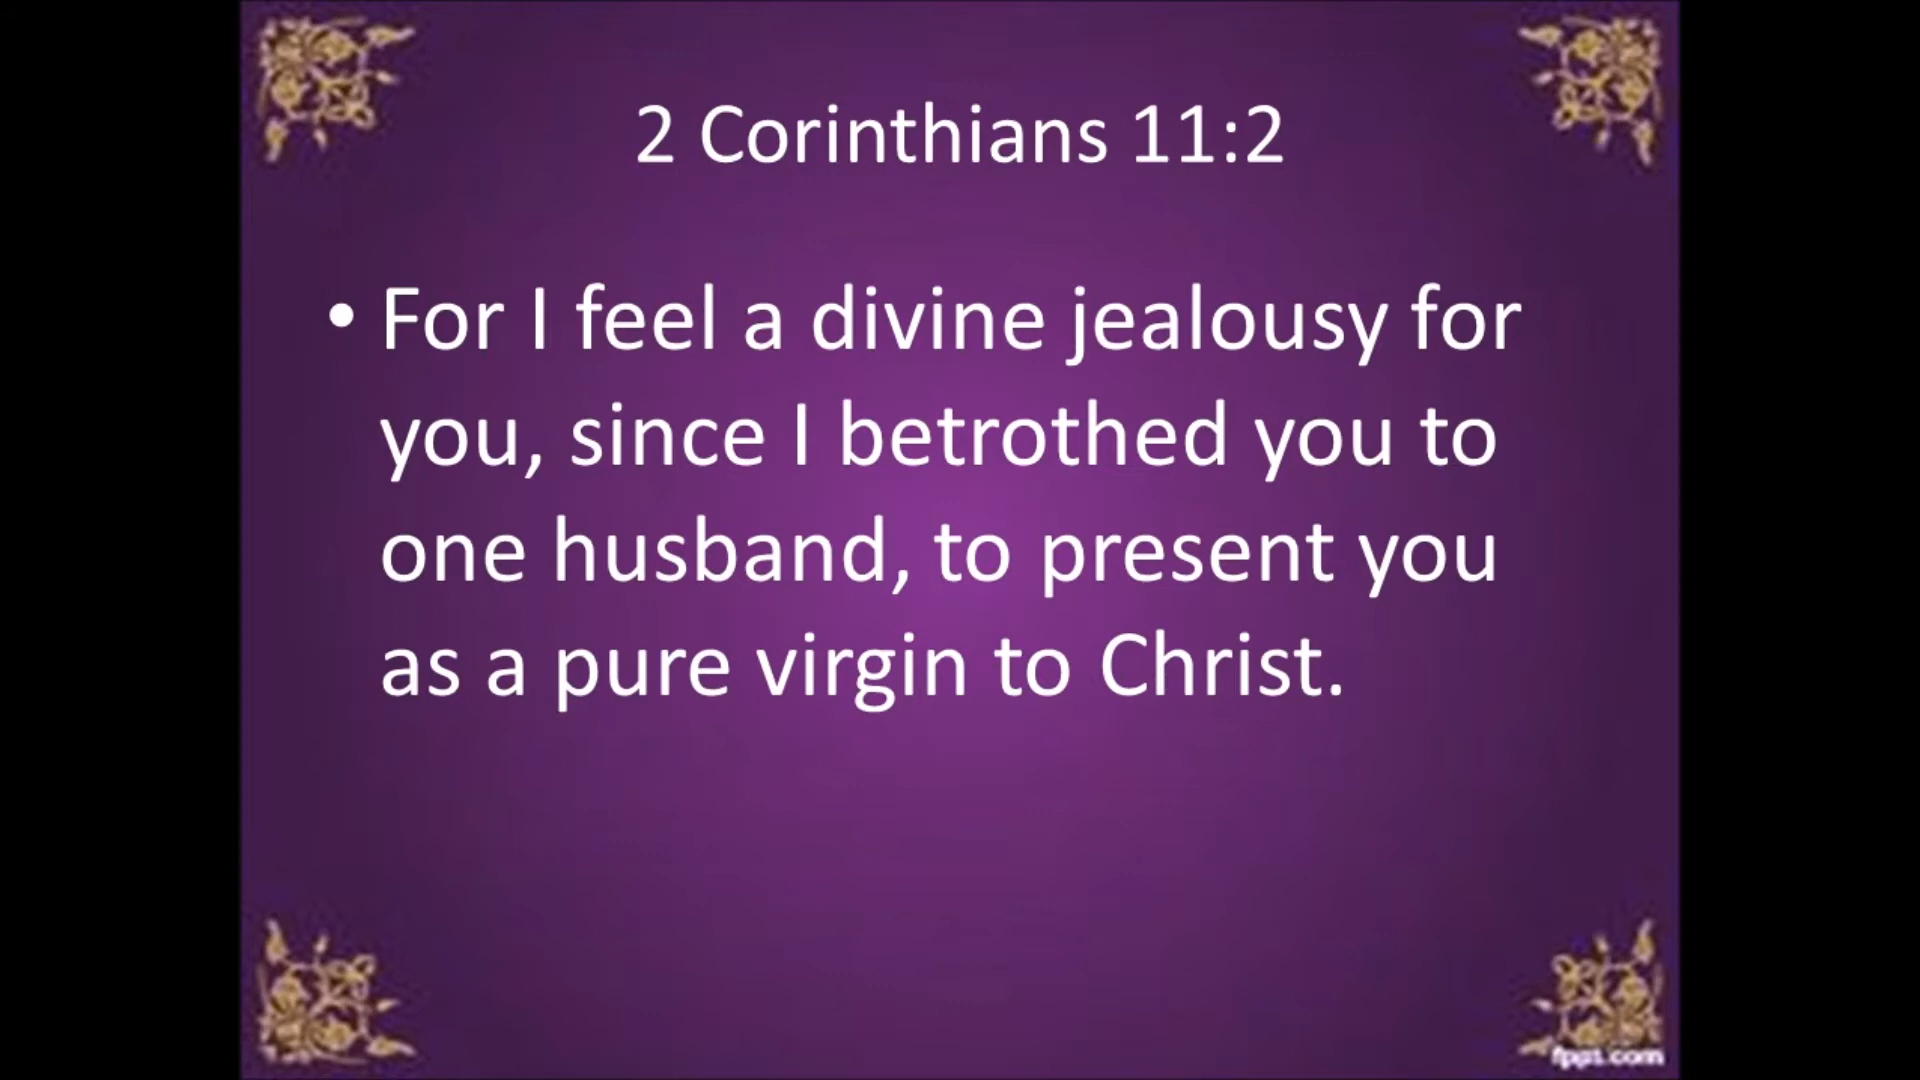 2 Corinthians 11:2
• For I feel a divine jealousy for
you, since I betrothed you to
one husband, to present you
as a pure virgin to Christ.
fppt.com